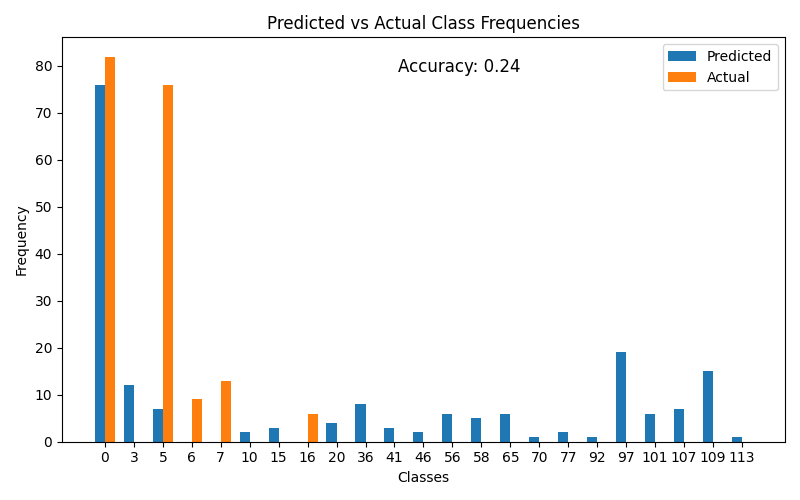 Predicted vs Actual Class Frequencies
Accuracy: 0.24
Predicted
Actual
80
70
60
50
40
30
20
10
0
Frequency
0 3 5 6 7 10 15 16 20 36 41 46 56 58 65 70 77 92 97 101 107 109 113
Classes